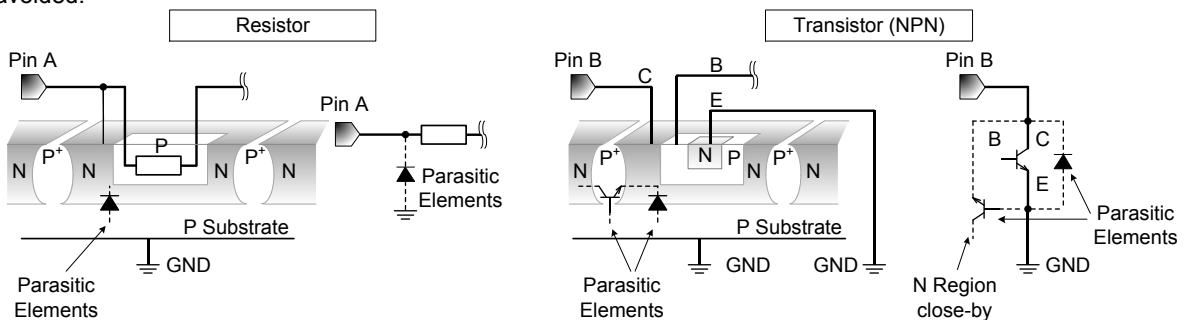 Resistor
Transistor (NPN)
Pin A
Pin A
N
P+
N
P
N
P+
N
Parasitic
Elements
P Substrate
GND
Parasitic
Elements
Pin B
C
B
E
N
P+
N
N
P
P+
N
P Substrate
GND
GND
Parasitic
Elements
Pin B
B
C
E
Parasitic
Elements
GND
N Region
close-by